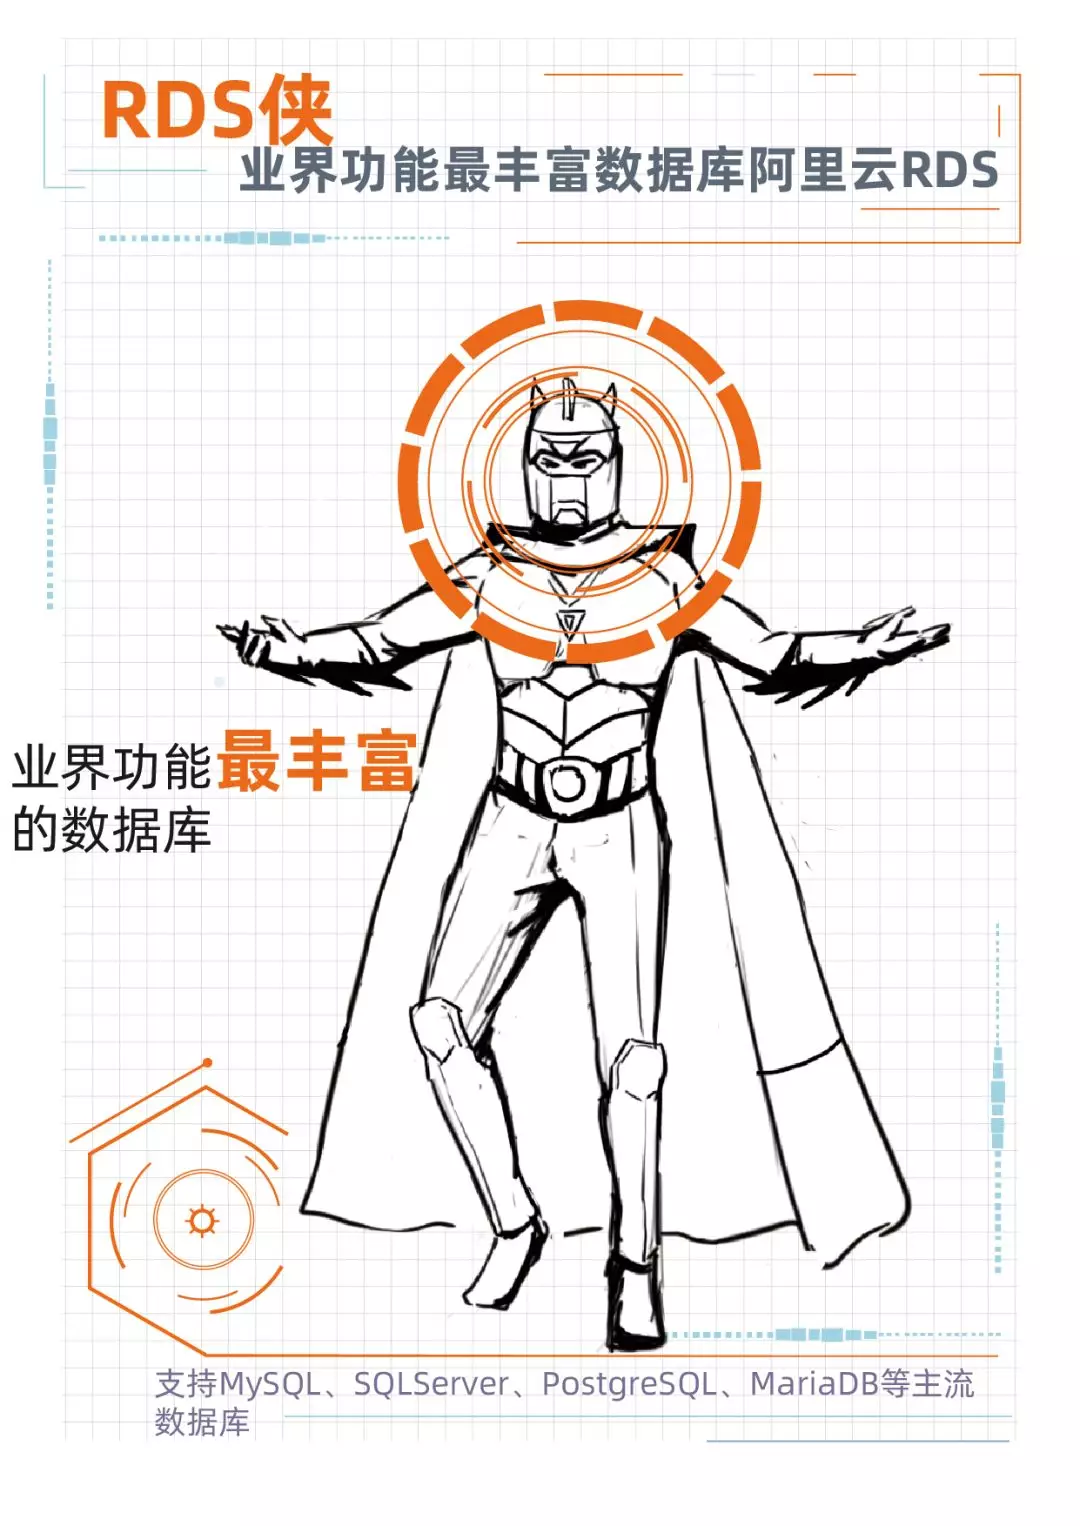 RDS侠
业界功能最丰富数据库阿里云RDS
业界功能最丰富
的数据库
支持MySQL、SQLServer、PostgreSQL、MariaDB等主流
数据库